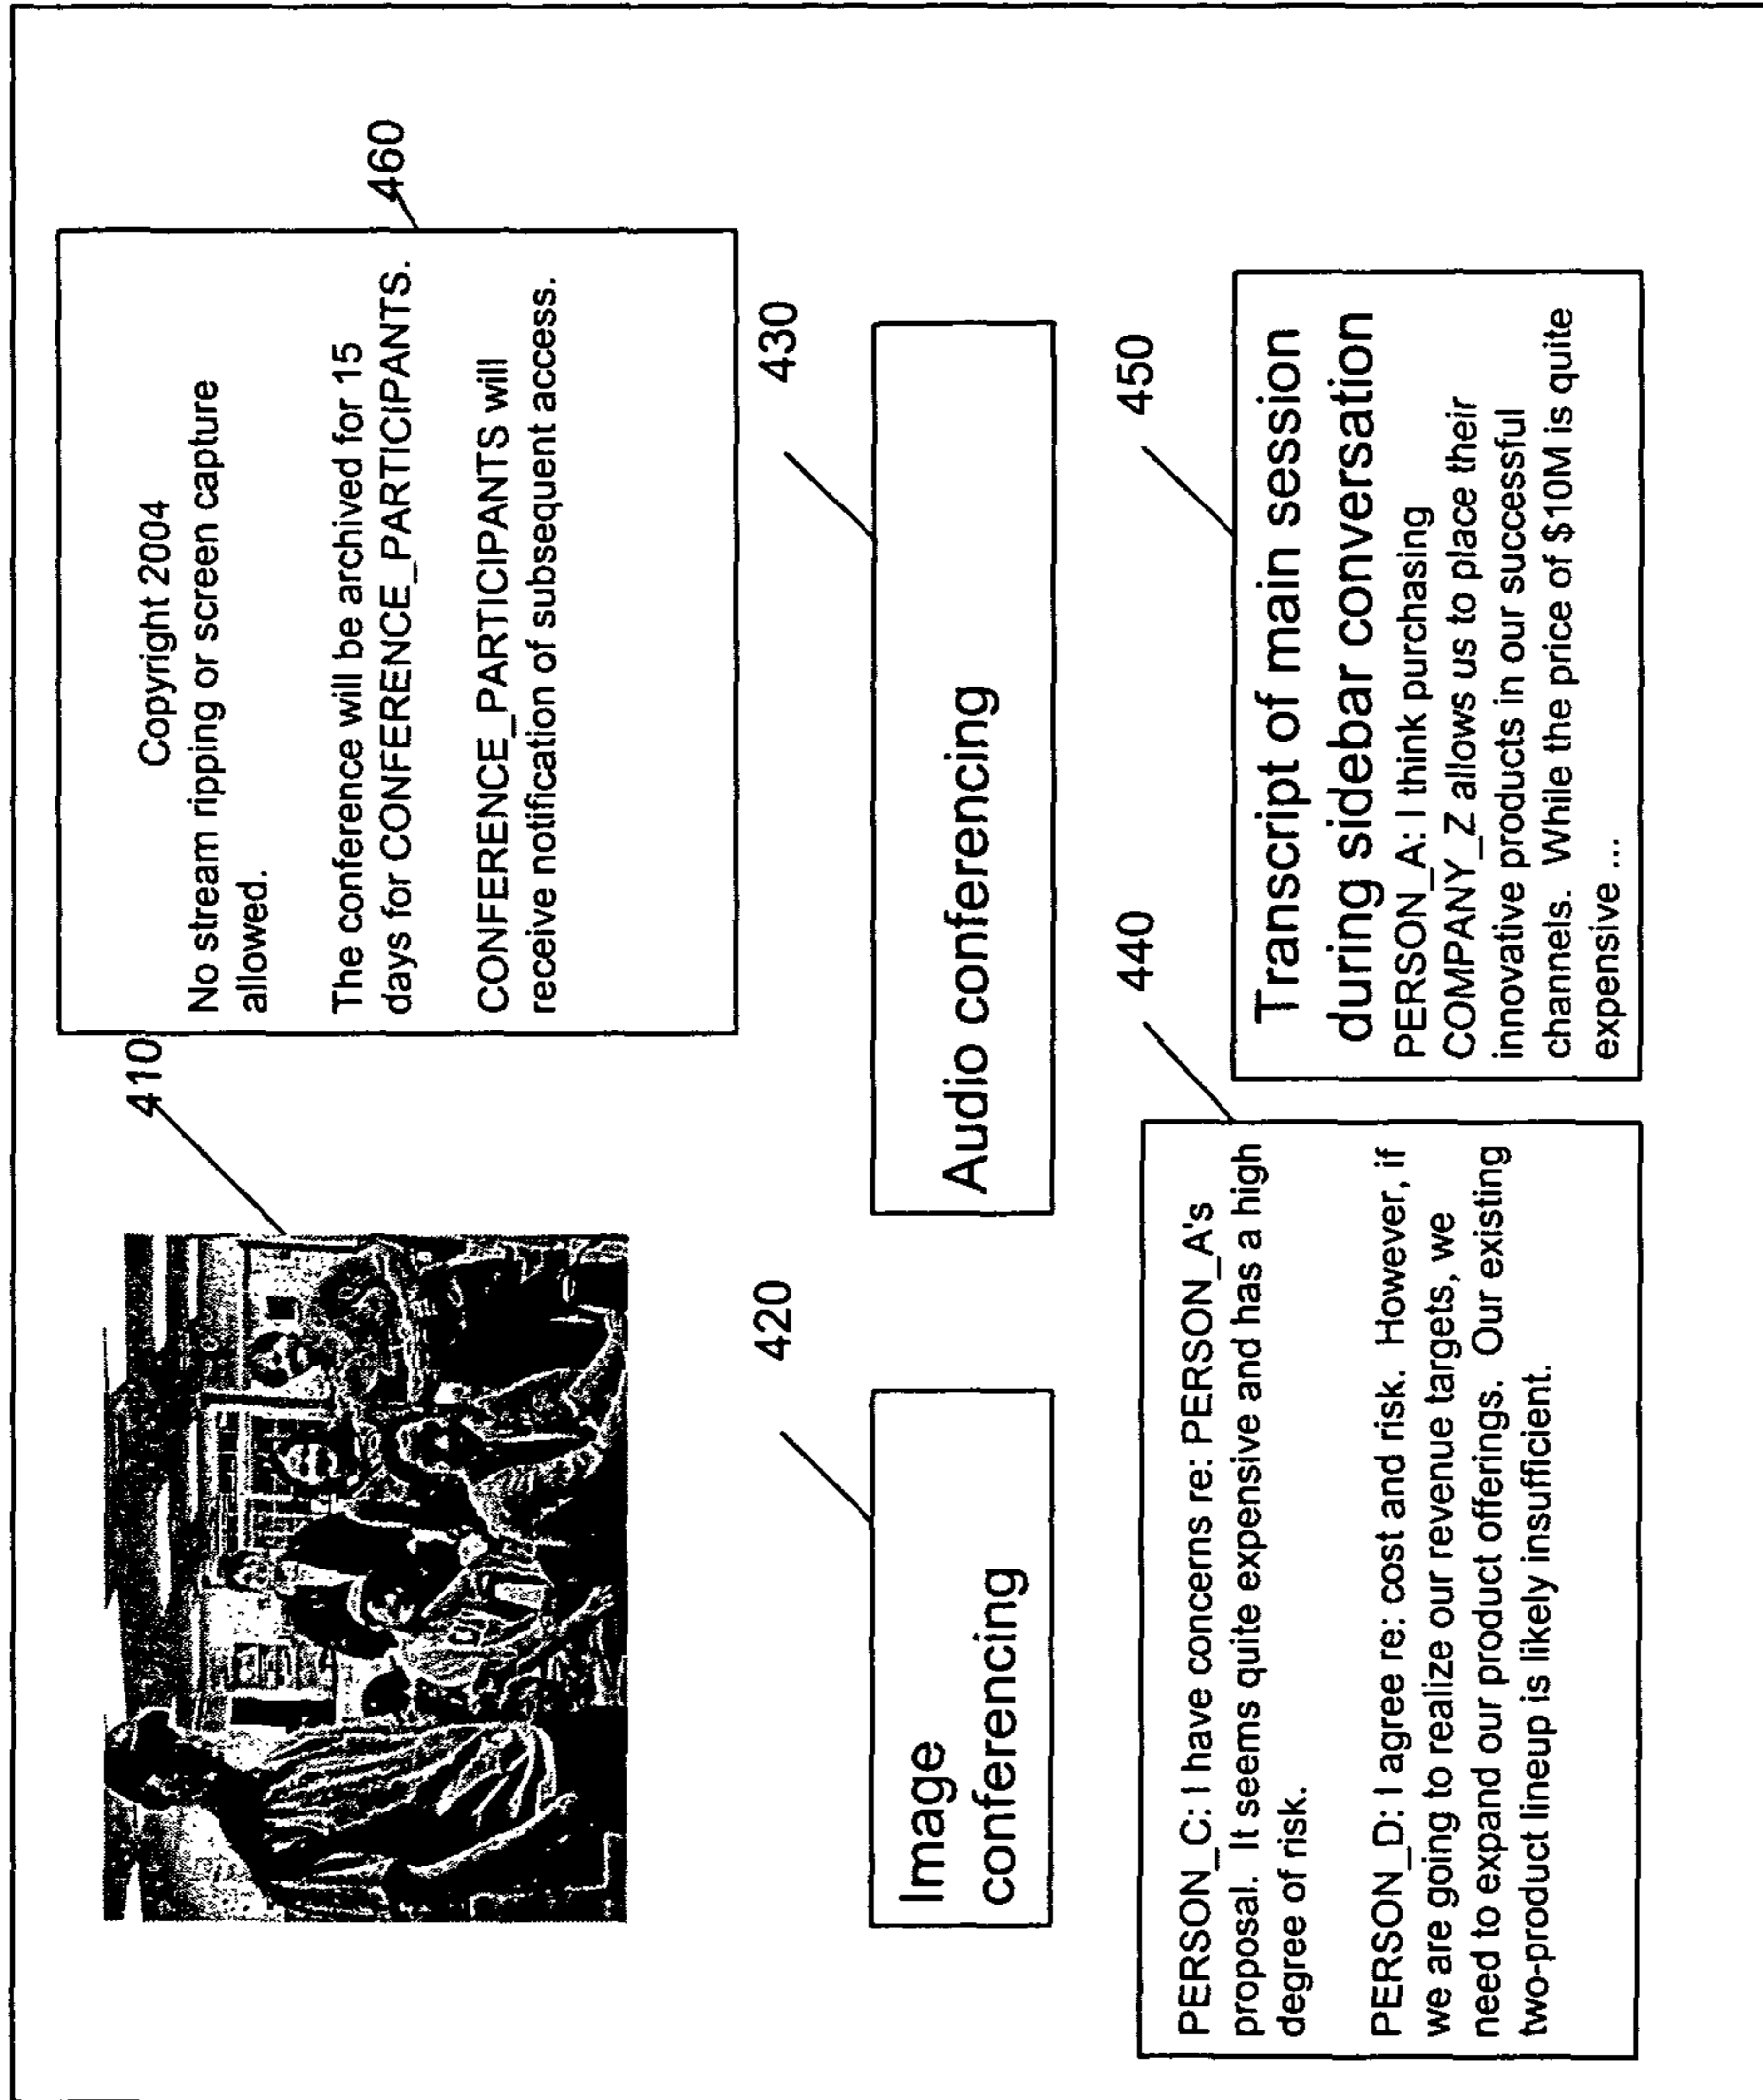 410
460
Copyright 2004
No stream ripping or screen capture
allowed.
The conference will be archived for 15
days for CONFERENCE_PARTICIPANTS.
CONFERENCE_PARTICIPANTS will
receive notification of subsequent access.
420
Image
conferencing
430
Audio conferencing
440
PERSON_C: I have concerns re: PERSON_A's
proposal. It seems quite expensive and has a high
degree of risk.
PERSON_D: I agree re: cost and risk. However, if
we are going to realize our revenue targets, we
need to expand our product offerings. Our existing
two-product lineup is likely insufficient.
450
Transcript of main session
during sidebar conversation
PERSON_A: I think purchasing
COMPANY_Z allows us to place their
innovative products in our successful
channels. While the price of $10M is quite
expensive ...